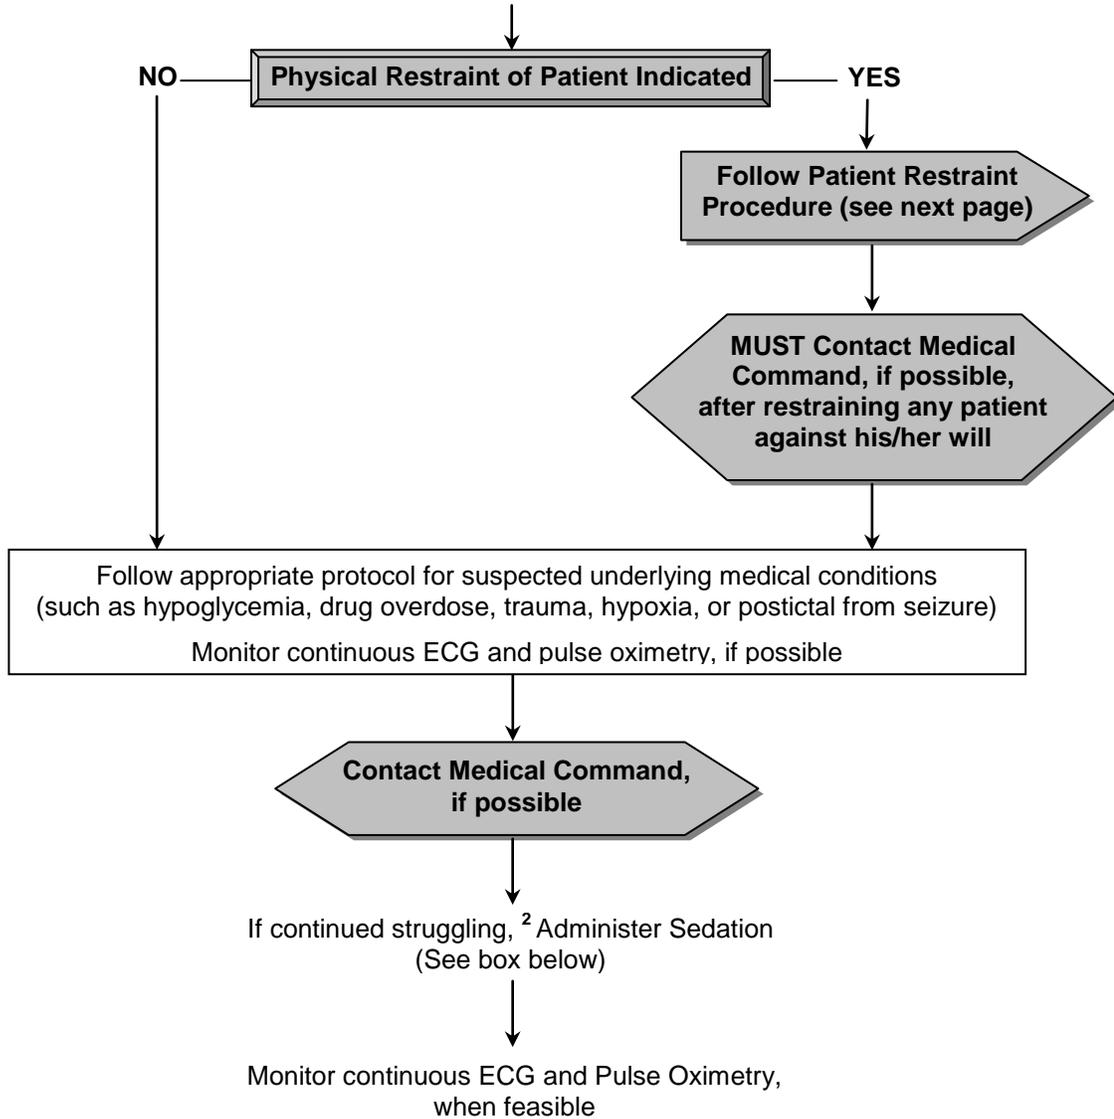 NO
Physical Restraint of Patient Indicated
YES
Follow Patient Restraint
Procedure (see next page)
MUST Contact Medical
Command, if possible,
after restraining any patient
against his/her will
Follow appropriate protocol for suspected underlying medical conditions
(such as hypoglycemia, drug overdose, trauma, hypoxia, or postictal from seizure)
Monitor continuous ECG and pulse oximetry, if possible
Contact Medical Command,
if possible
If continued struggling, ² Administer Sedation
(See box below)
Monitor continuous ECG and Pulse Oximetry,
when feasible